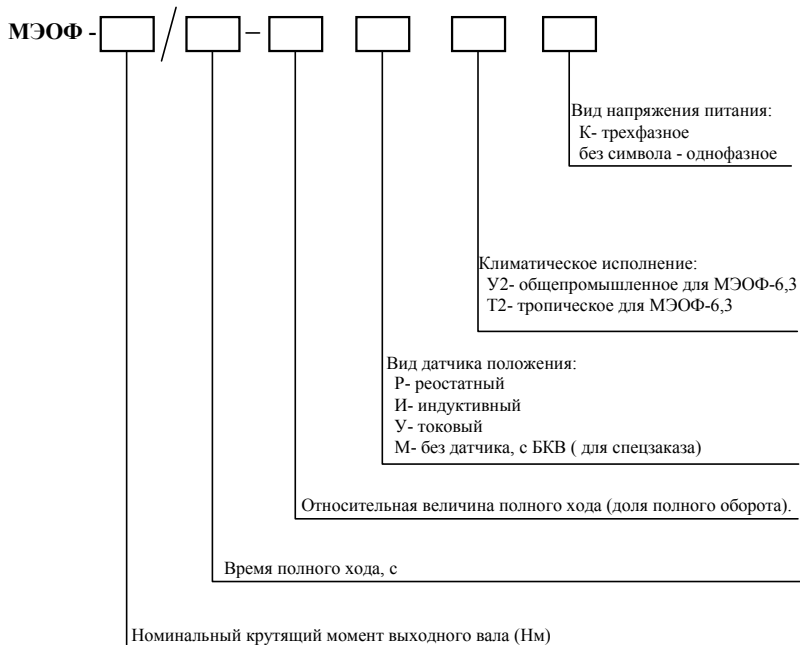 МЭОФ - / –
Вид напряжения питания:
К- трехфазное
без символа - однофазное
Климатическое исполнение:
У2- общепромышленное для МЭОФ-6,3
Т2- тропическое для МЭОФ-6,3
Вид датчика положения:
Р- реостатный
И- индуктивный
У- токовый
М- без датчика, с БКВ ( для спецзаказа)
Относительная величина полного хода (доля полного оборота).
Время полного хода, с
Номинальный крутящий момент выходного вала (Нм)